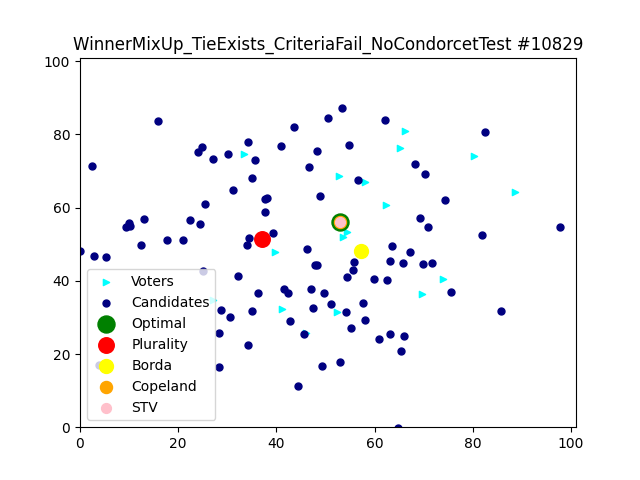 WinnerMixUp_TieExists_CriteriaFail_NoCondorcetTest #10829
100
80
60
40
20
0
Voters
Candidates
Optimal
Plurality
Borda
Copeland
STV
0 20 40 60 80 100